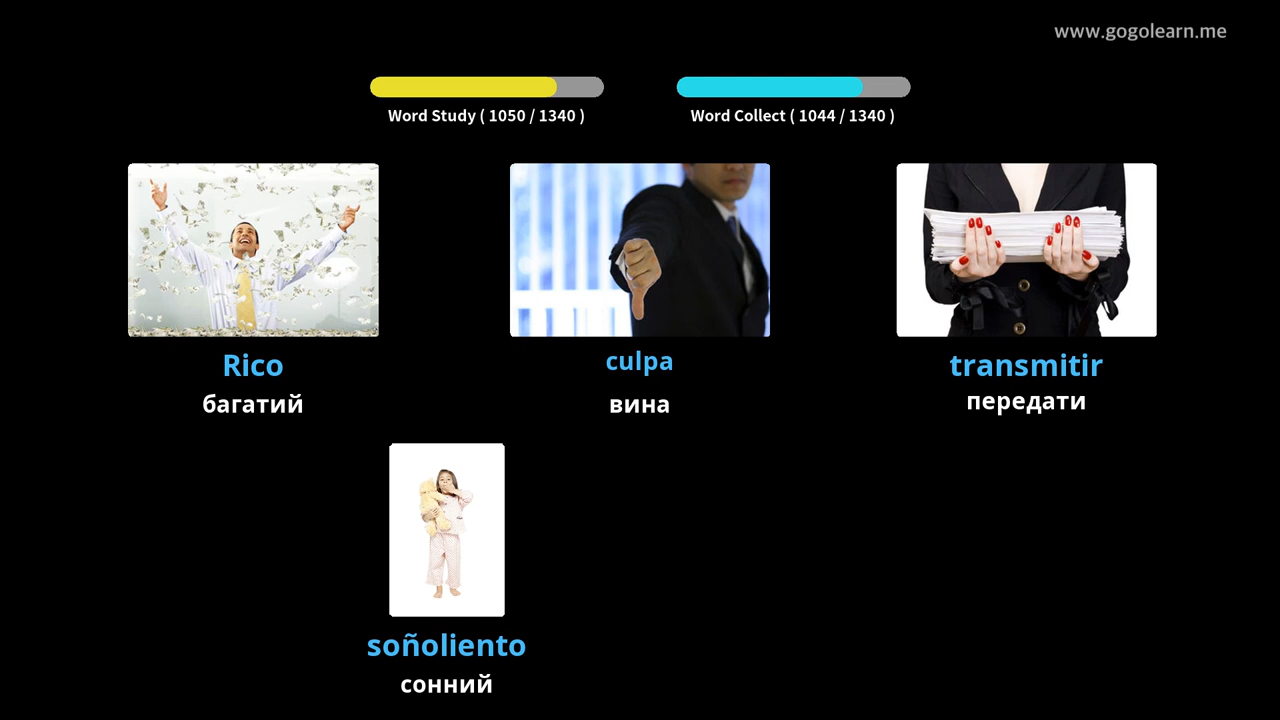 www.gogolearn.me
Word Study ( 1050 / 1340 )
Word Collect ( 1044 / 1340 )
Rico
багатий
culpa
вина
transmitir
передати
soñoliento
сонний